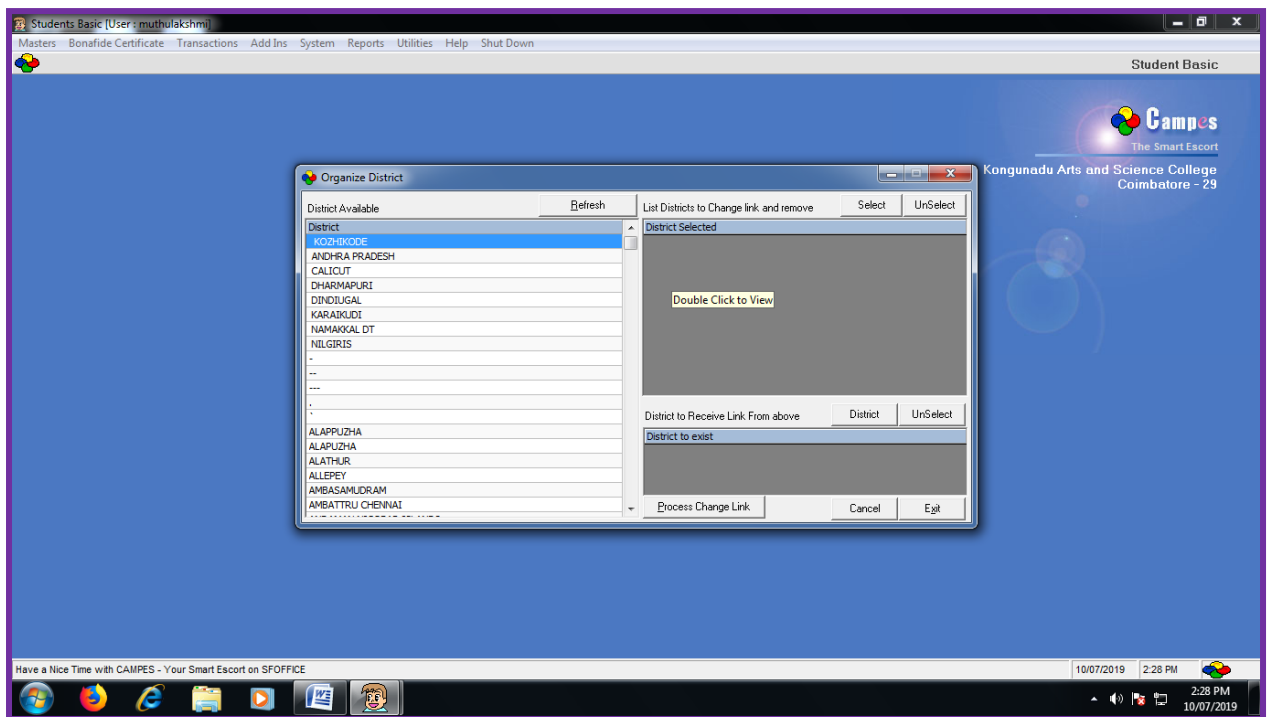 Students Basic [User : muthulakshmi]
Masters Bonafide Certificate Transactions Add Ins System Reports Utilities Help Shut Down
Student Basic
Campes
The Smart Escort
Kongunadu Arts and Science College
Coimbatore - 29
Organize District
District Available Refresh
District
KOZHIKODE
ANDHRA PRADESH
CALICUT
DHARMAPURI
DINDIUGAL
KARAIKUDI
NAMAKKAL DT
NILGIRIS
-
--
---
.
`
ALAPPUZHA
ALAPUZHA
ALATHUR
ALLEPEY
AMBASAMUDRAM
AMBATTRU CHENNAI
List Districts to Change link and remove Select UnSelect
District Selected
Double Click to View
District to Receive Link From above District UnSelect
District to exist
Process Change Link Cancel Exit
Have a Nice Time with CAMPES - Your Smart Escort on SFOFFICE 10/07/2019 2:28 PM
2:28 PM
10/07/2019